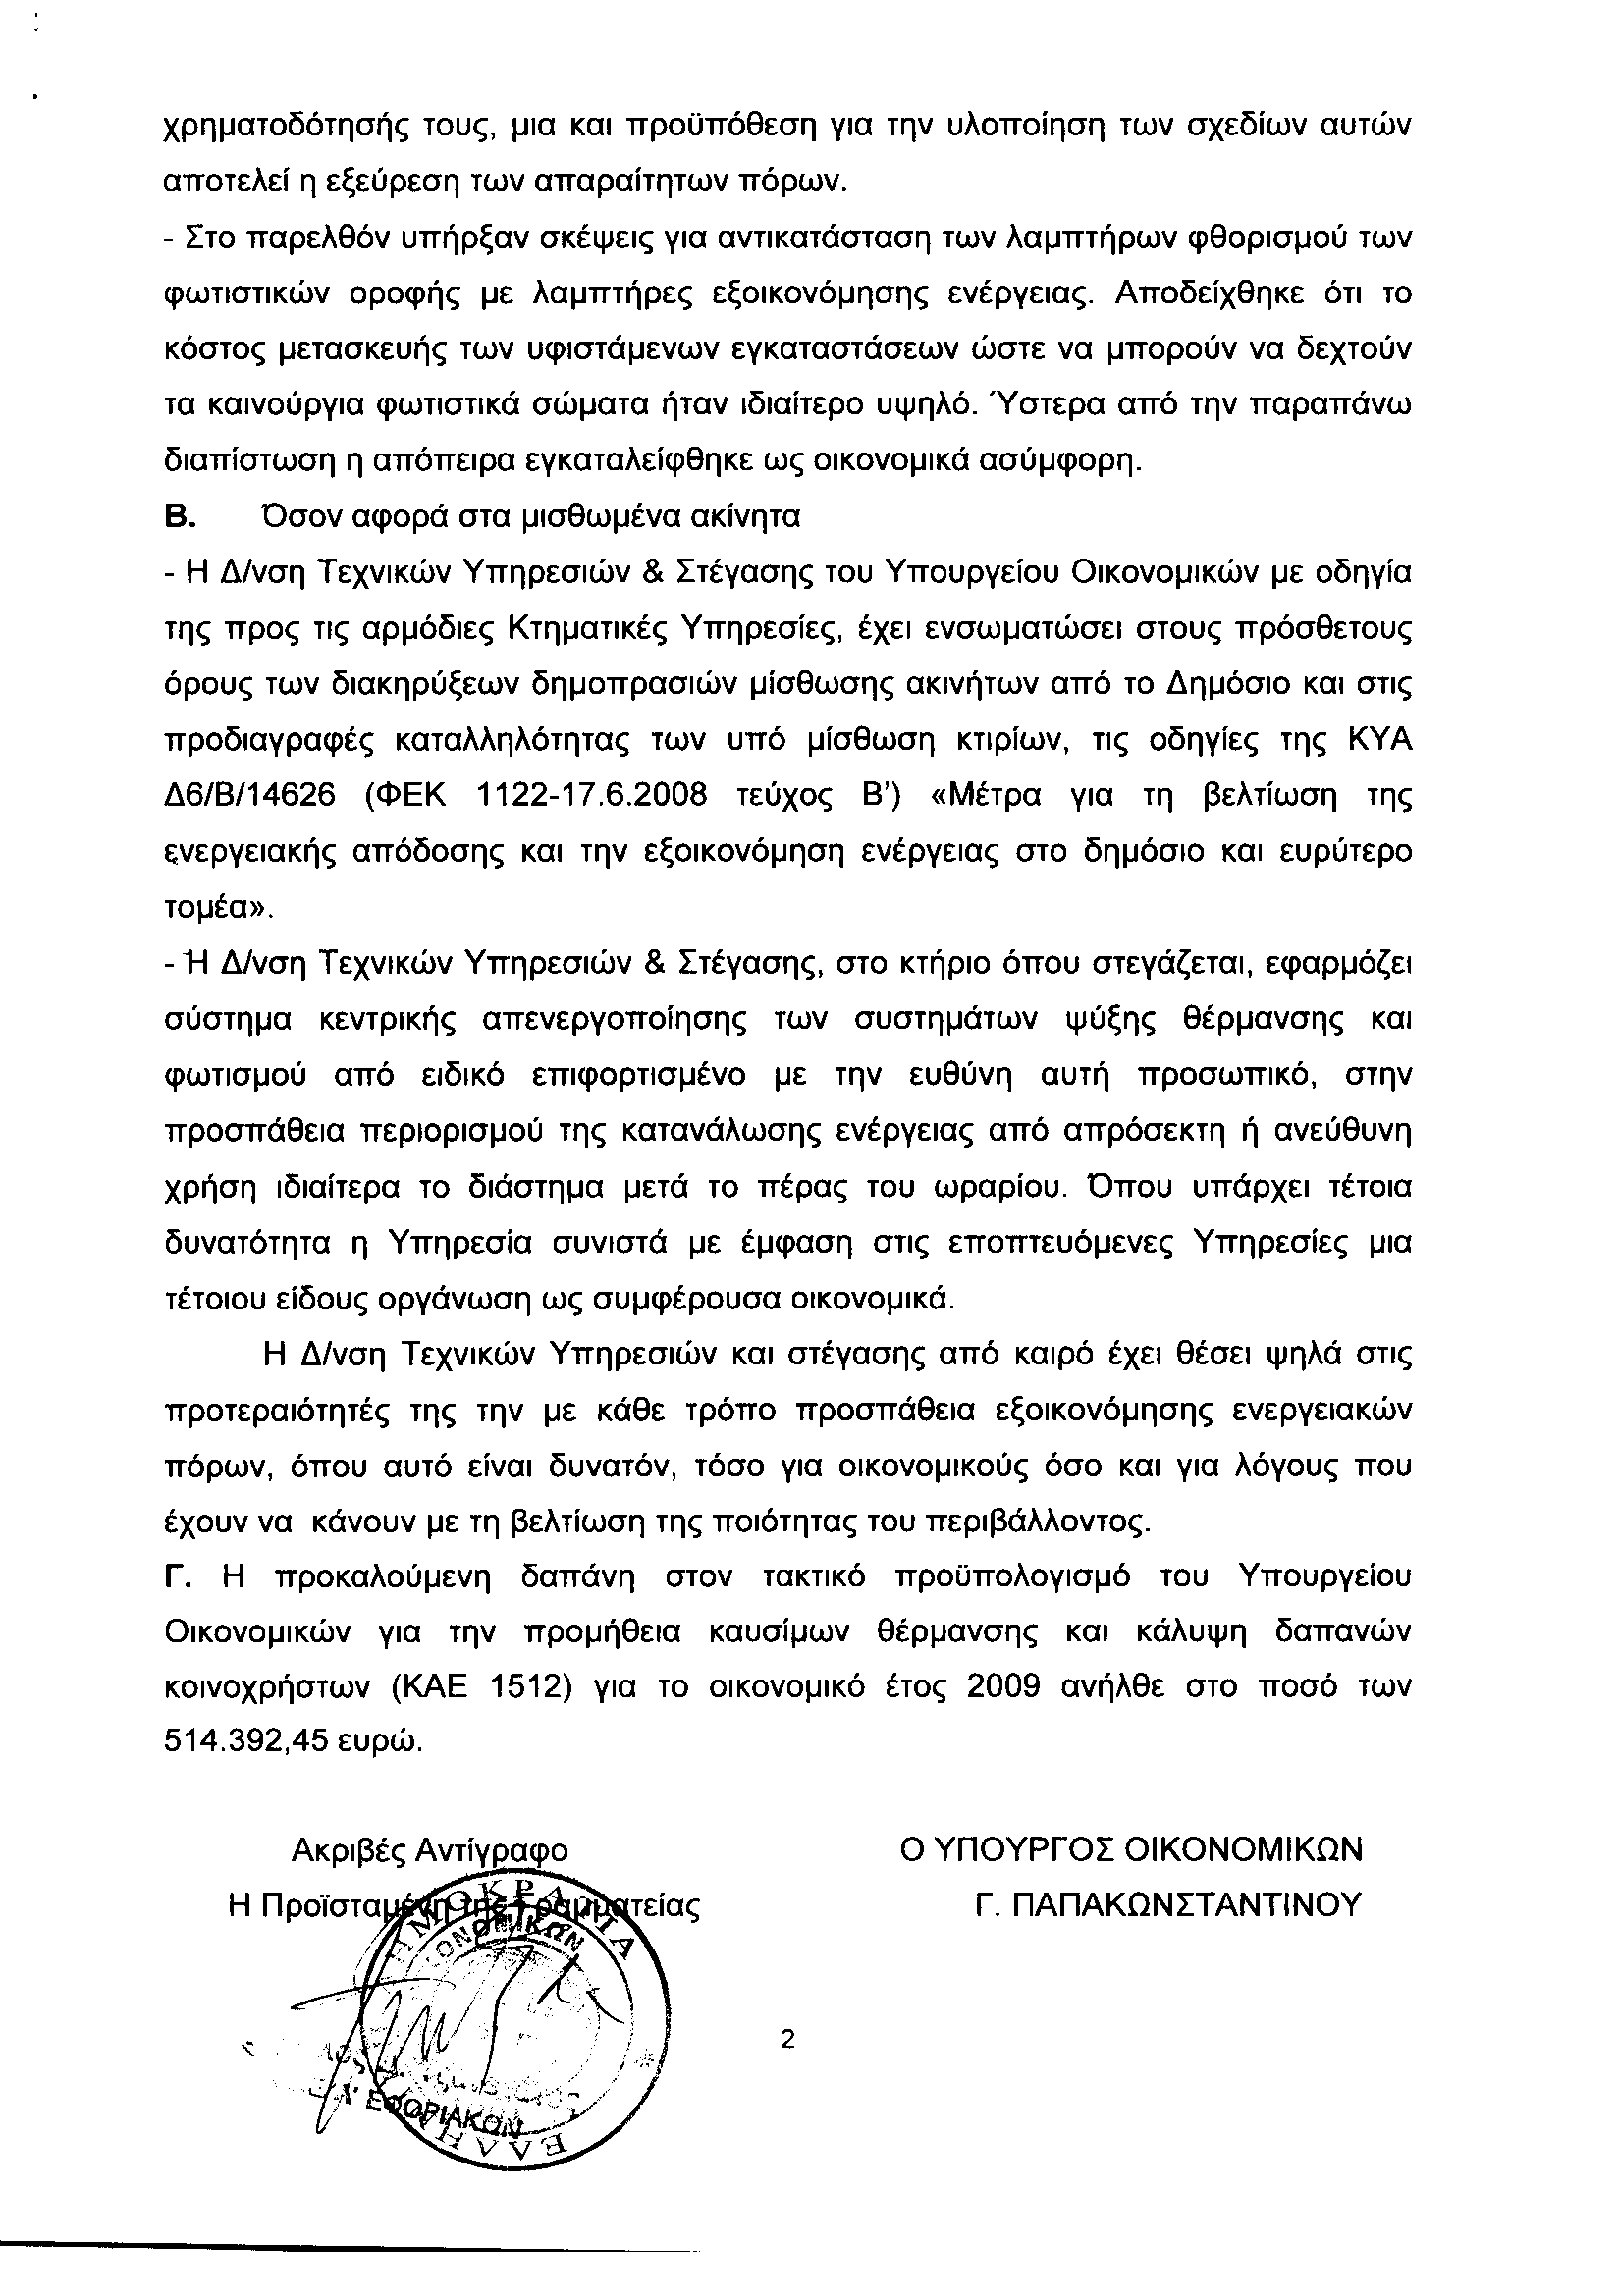 χρηματοδότησής τους, μια και προϋπόθεση για την υλοποίηση των σχεδίων αυτών
αποτελεί η εξεύρεση των απαραίτητων πόρων.
- Στο παρελθόν υπήρξαν σκέψεις για αντικατάσταση των λαμπτήρων φθορισμού των
φωτιστικών οροφής με λαμπτήρες εξοικονόμησης ενέργειας. Αποδείχθηκε ότι το
κόστος μετασκευής των υφιστάμενων εγκαταστάσεων ώστε να μπορούν να δεχτούν
τα καινούργια φωτιστικά σώματα ήταν ιδιαίτερο υψηλό. Ύστερα από την παραπάνω
διαπίστωση η απόπειρα εγκαταλείφθηκε ως οικονομικά ασύμφορη.
Β. Όσον αφορά στα μισθωμένα ακίνητα
- Η Δ/νση Τεχνικών Υπηρεσιών & Στέγασης του Υπουργείου Οικονομικών με οδηγία
της προς τις αρμόδιες Κτηματικές Υπηρεσίες, έχει ενσωματώσει στους πρόσθετους
όρους των διακηρύξεων δημοπρασιών μίσθωσης ακινήτων από το Δημόσιο και στις
προδιαγραφές καταλληλότητας των υπό μίσθωση κτιρίων, τις οδηγίες της ΚΥΑ
Δ6/Β/14626 (ΦΕΚ 1122-17.6.2008 τεύχος Β’) «Μέτρα για τη βελτίωση της
ενεργειακής απόδοσης και την εξοικονόμηση ενέργειας στο δημόσιο και ευρύτερο
τομέα».
- Η Δ/νση Τεχνικών Υπηρεσιών & Στέγασης, στο κτήριο όπου στεγάζεται, εφαρμόζει
σύστημα κεντρικής απενεργοποίησης των συστημάτων ψύξης θέρμανσης και
φωτισμού από ειδικό επιφορτισμένο με την ευθύνη αυτή προσωπικό, στην
προσπάθεια περιορισμού της κατανάλωσης ενέργειας από απρόσεκτη ή ανεύθυνη
χρήση ιδιαίτερα το διάστημα μετά το πέρας του ωραρίου. Όπου υπάρχει τέτοια
δυνατότητα η Υπηρεσία συνιστά με έμφαση στις εποπτευόμενες Υπηρεσίες μια
τέτοιου είδους οργάνωση ως συμφέρουσα οικονομικά.
Η Δ/νση Τεχνικών Υπηρεσιών και στέγασης από καιρό έχει θέσει ψηλά στις
προτεραιότητές της την με κάθε τρόπο προσπάθεια εξοικονόμησης ενεργειακών
πόρων, όπου αυτό είναι δυνατόν, τόσο για οικονομικούς όσο και για λόγους που
έχουν να κάνουν με τη βελτίωση της ποιότητας του περιβάλλοντος.
Γ. Η προκαλούμενη δαπάνη στον τακτικό προϋπολογισμό του Υπουργείου
Οικονομικών για την προμήθεια καυσίμων θέρμανσης και κάλυψη δαπανών
κοινοχρήστων (ΚΑΕ 1512) για το οικονομικό έτος 2009 ανήλθε στο ποσό των
514.392,45 ευρώ.
Ακριβές Αντίγραφο
Η Προϊσταμένη της Γραμματείας
Ο ΥΠΟΥΡΓΟΣ ΟΙΚΟΝΟΜΙΚΩΝ
Γ. ΠΑΠΑΚΩΝΣΤΑΝΤΙΝΟΥ
ΕΦΟΡΙΑΚΩΝ
2